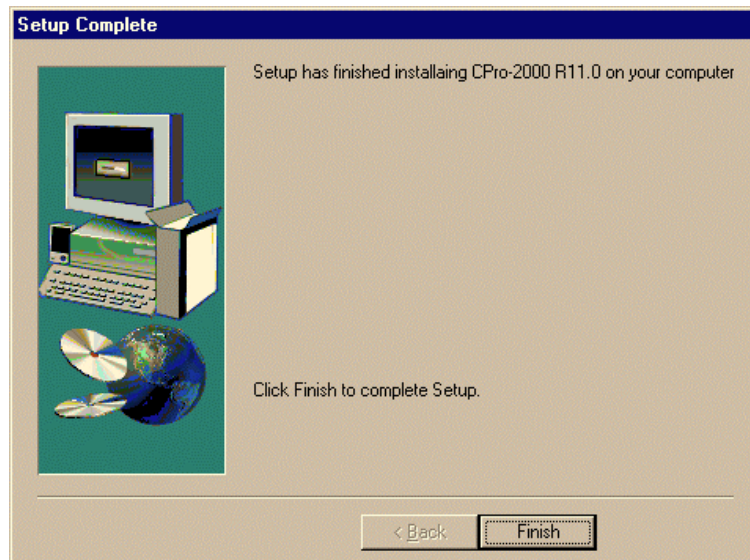 Setup Complete
Setup has finished installaing CPro-2000 R11.0 on your computer
Click Finish to complete Setup.
< Back
Finish